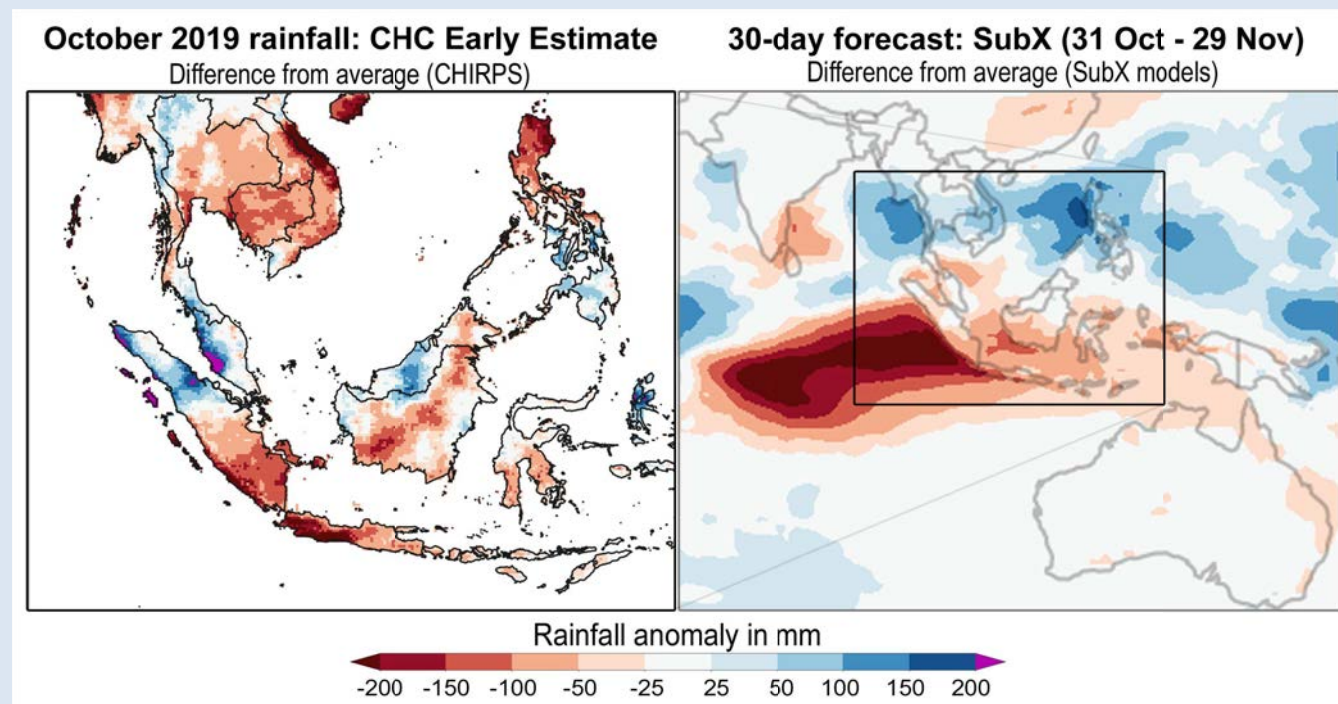 October 2019 rainfall: CHC Early Estimate
Difference from average (CHIRPS)
30-day forecast: SubX (31 Oct - 29 Nov)
Difference from average (SubX models)
Rainfall anomaly in mm
-200 -150 -100 -50 -25 25 50 100 150 200